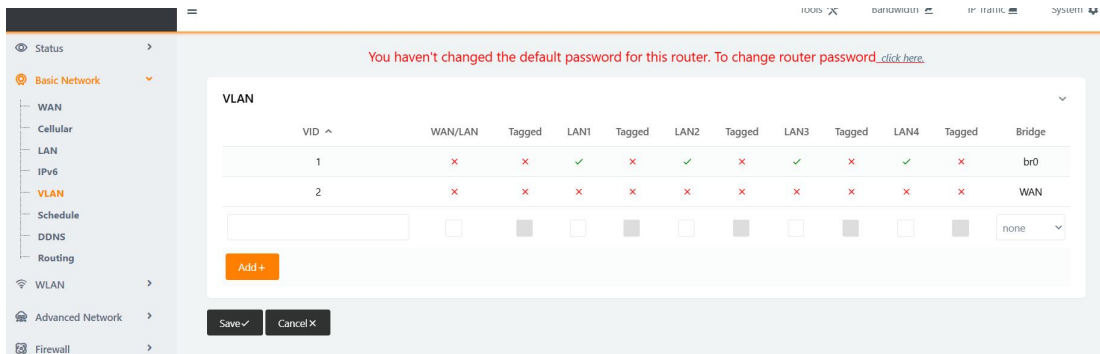 Tools Bandwidth IP Traffic System
Status
Basic Network
WAN
Cellular
LAN
IPv6
VLAN
Schedule
DDNS
Routing
WLAN
Advanced Network
Firewall
You haven't changed the default password for this router. To change router password click here.
VLAN
VID WAN/LAN Tagged LAN1 Tagged LAN2 Tagged LAN3 Tagged LAN4 Tagged Bridge
1 br0
2 WAN
none
Add+
Save Cancel